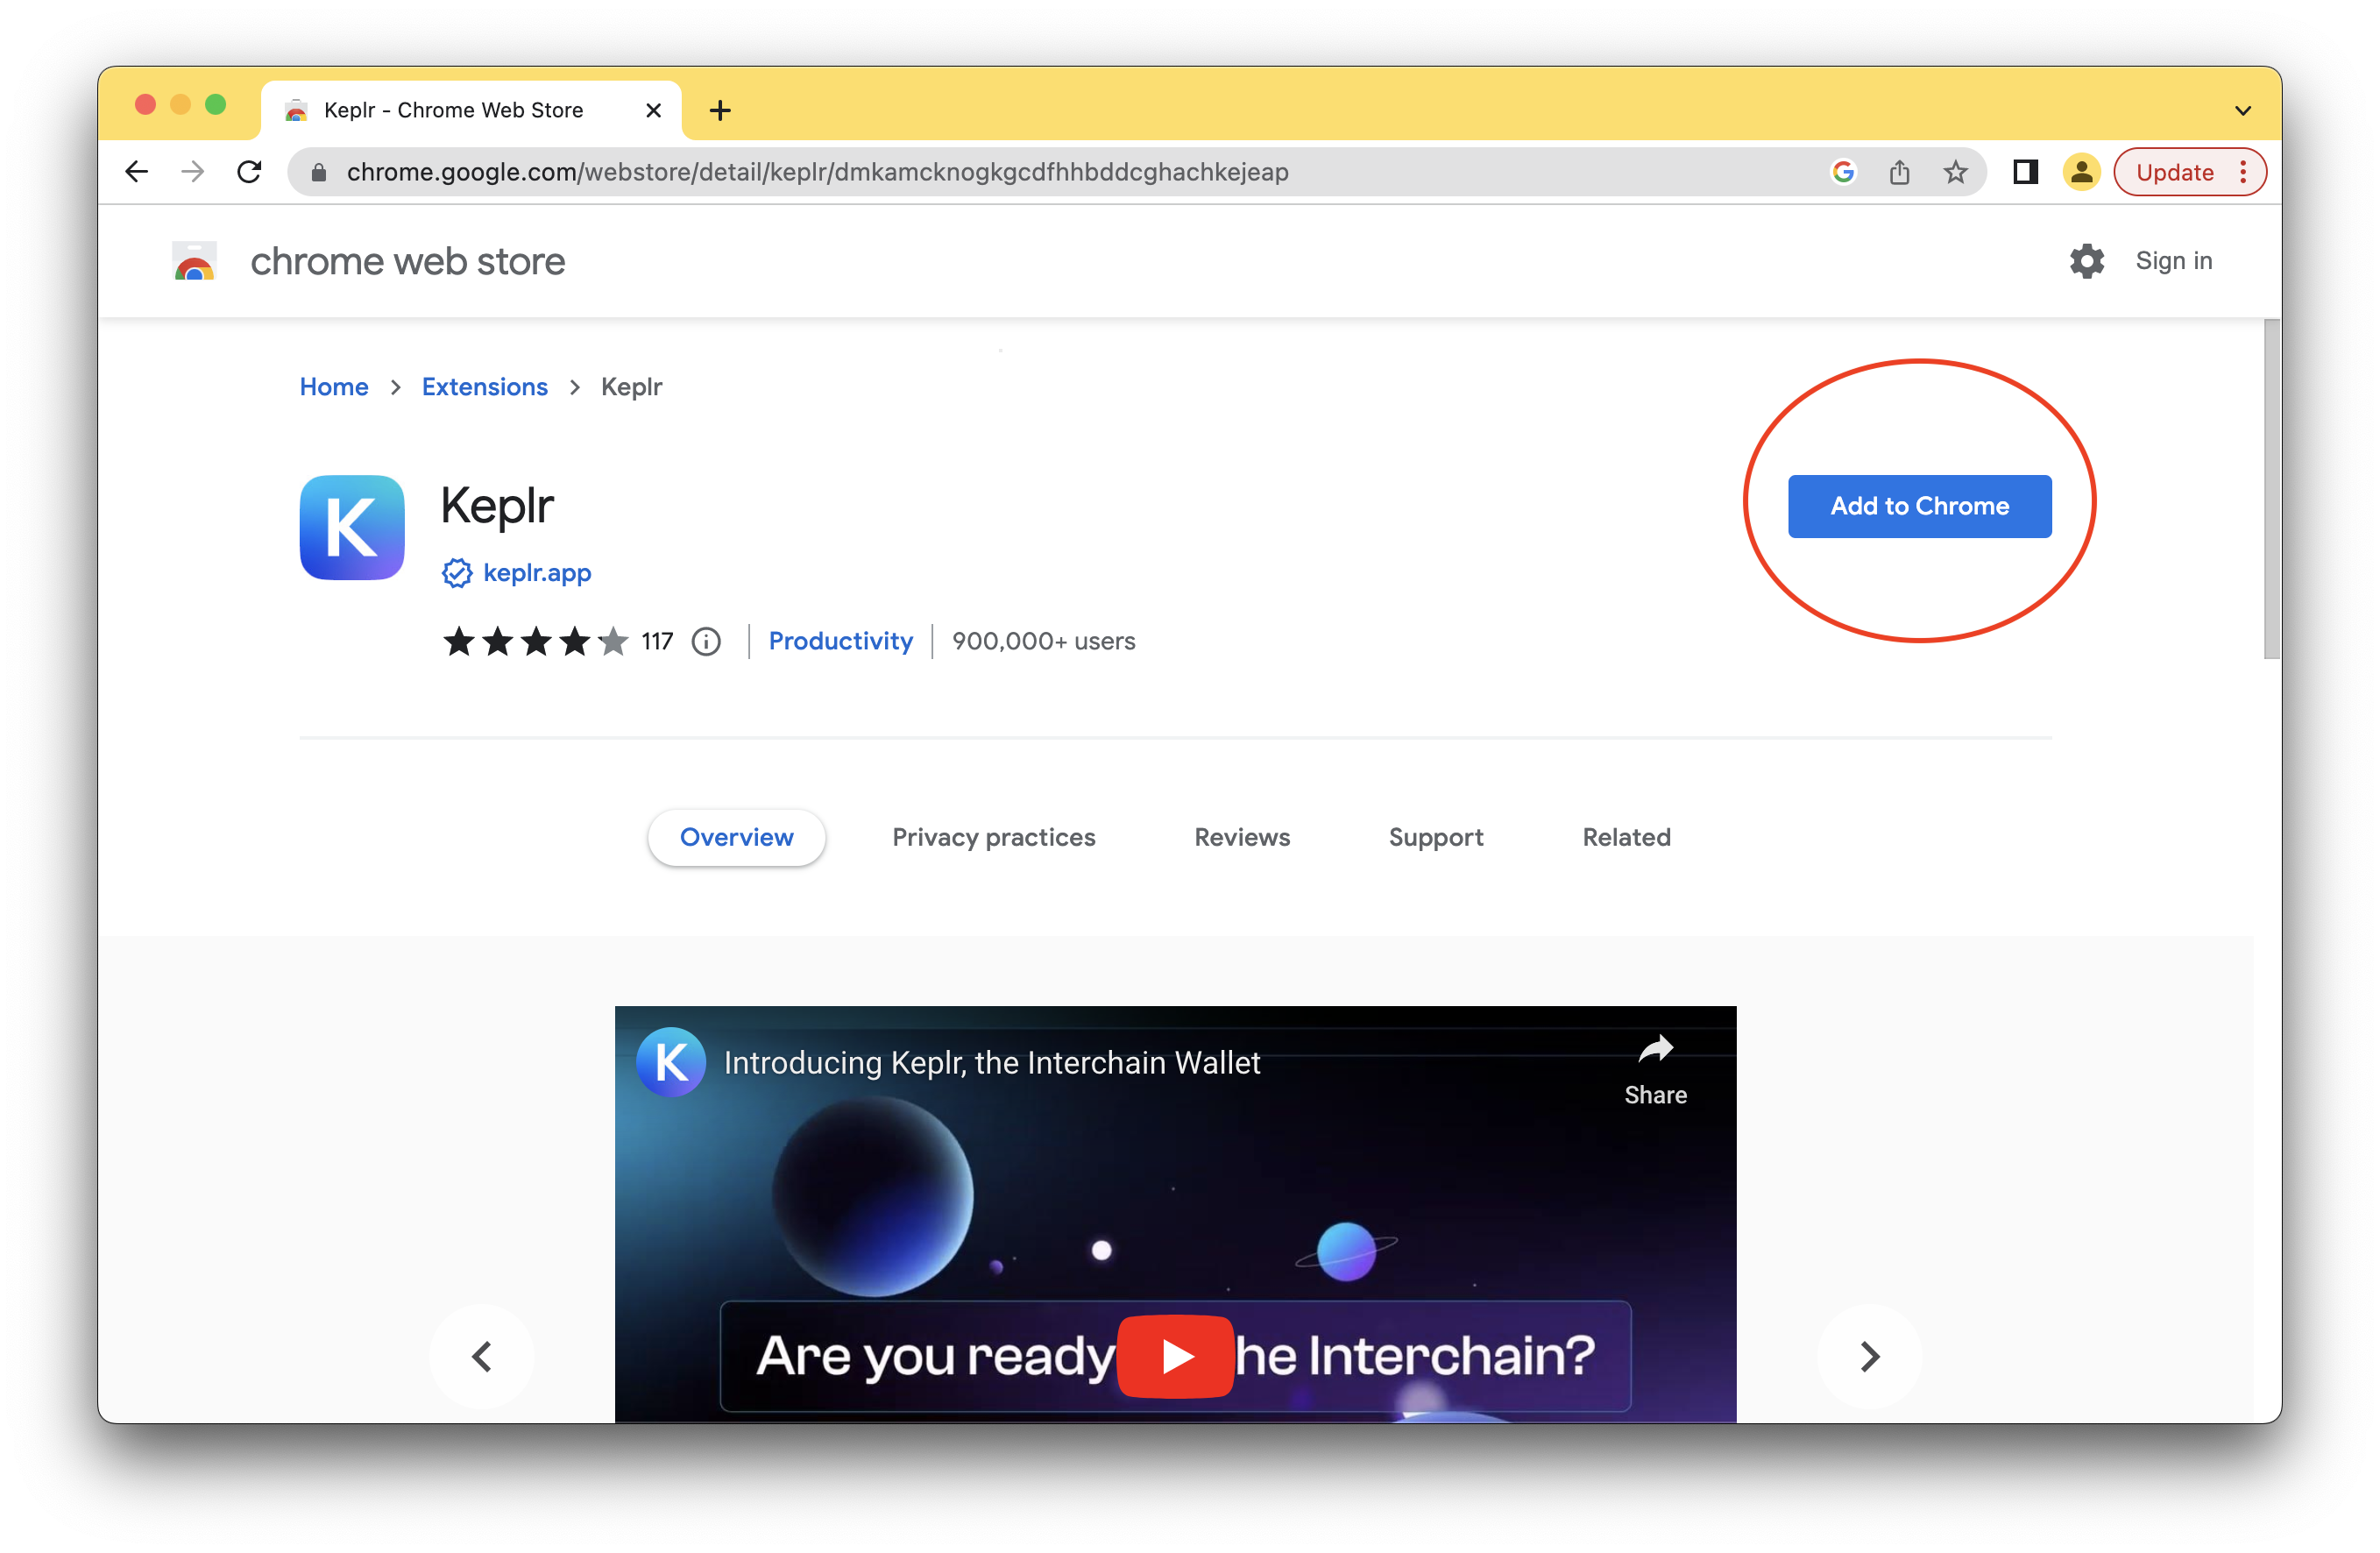 Keplr - Chrome Web Store
chrome.google.com/webstore/detail/keplr/dmkamcknogkgcdfhhbddcghachkejeap
Update
chrome web store
Sign in
Home > Extensions > Keplr
K
Keplr
Add to Chrome
keplr.app
117
Productivity
900,000+ users
Overview
Privacy practices
Reviews
Support
Related
K
Introducing Keplr, the Interchain Wallet
Share
Are you ready he Interchain?